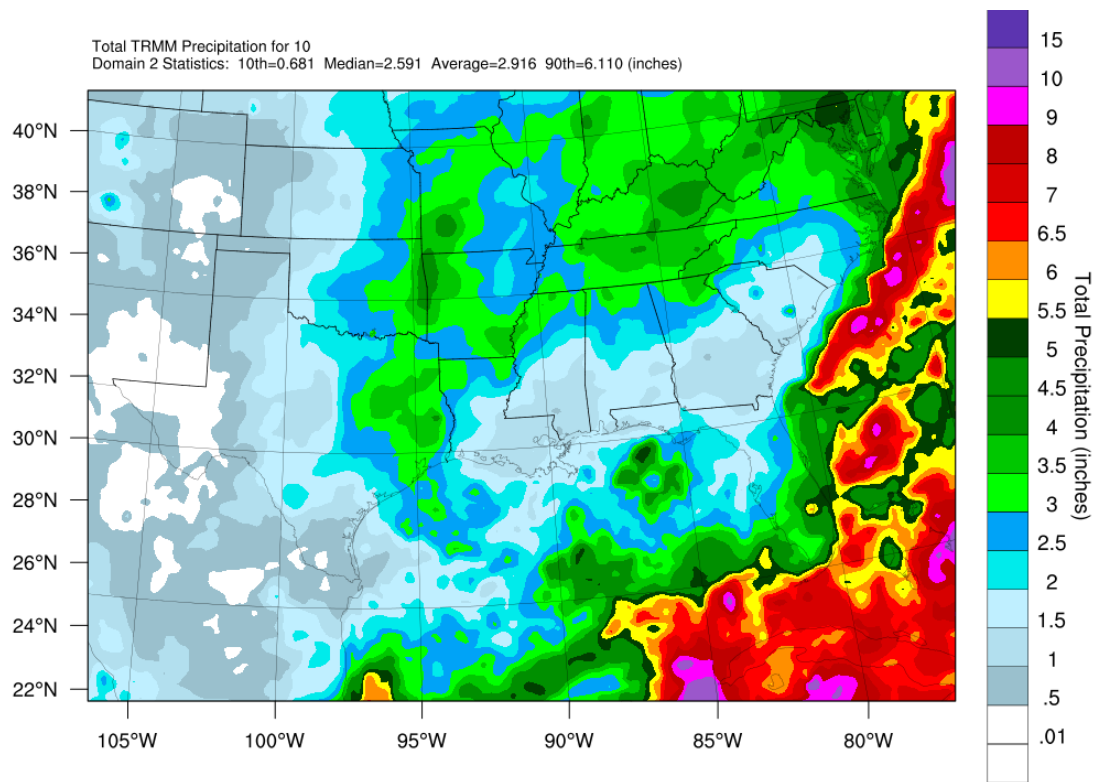 Total TRMM Precipitation for 10
Domain 2 Statistics: 10th=0.681 Median=2.591 Average=2.916 90th=6.110 (inches)
40°N
38°N
36°N
34°N
32°N
30°N
28°N
26°N
24°N
22°N
105°W
100°W
95°W
90°W
85°W
80°W
15
10
9
8
7
6.5
6
5.5
5
4.5
4
3.5
3
2.5
2
1.5
1
.5
.01
Total Precipitation (inches)